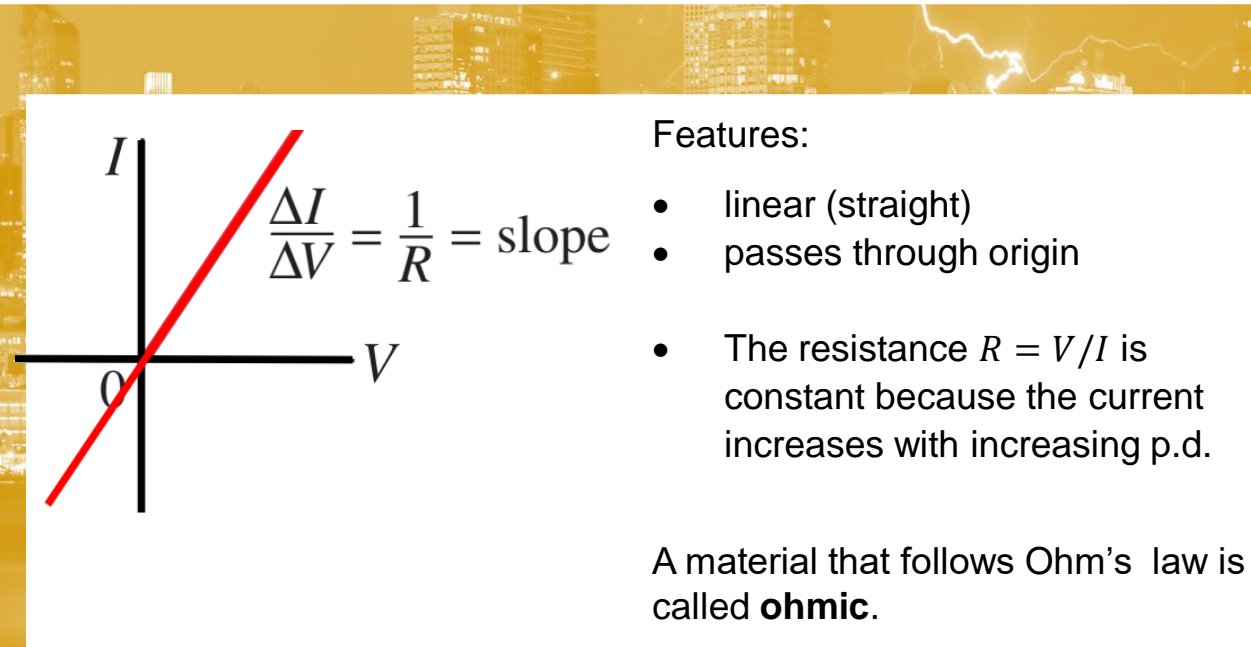 I
ΔI/ΔV = 1/R = slope
V
0
Features:
• linear (straight)
• passes through origin
• The resistance R = V/I is
constant because the current
increases with increasing p.d.
A material that follows Ohm’s  law is
called ohmic.